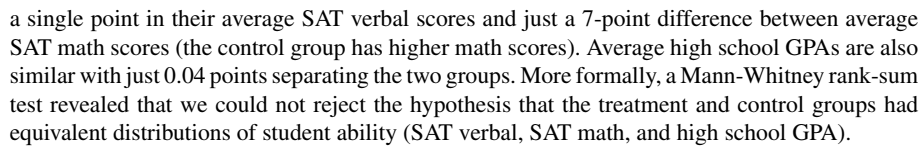 a single point in their average SAT verbal scores and just a 7-point difference between average
SAT math scores (the control group has higher math scores). Average high school GPAs are also
similar with just 0.04 points separating the two groups. More formally, a Mann-Whitney rank-sum
test revealed that we could not reject the hypothesis that the treatment and control groups had
equivalent distributions of student ability (SAT verbal, SAT math, and high school GPA).